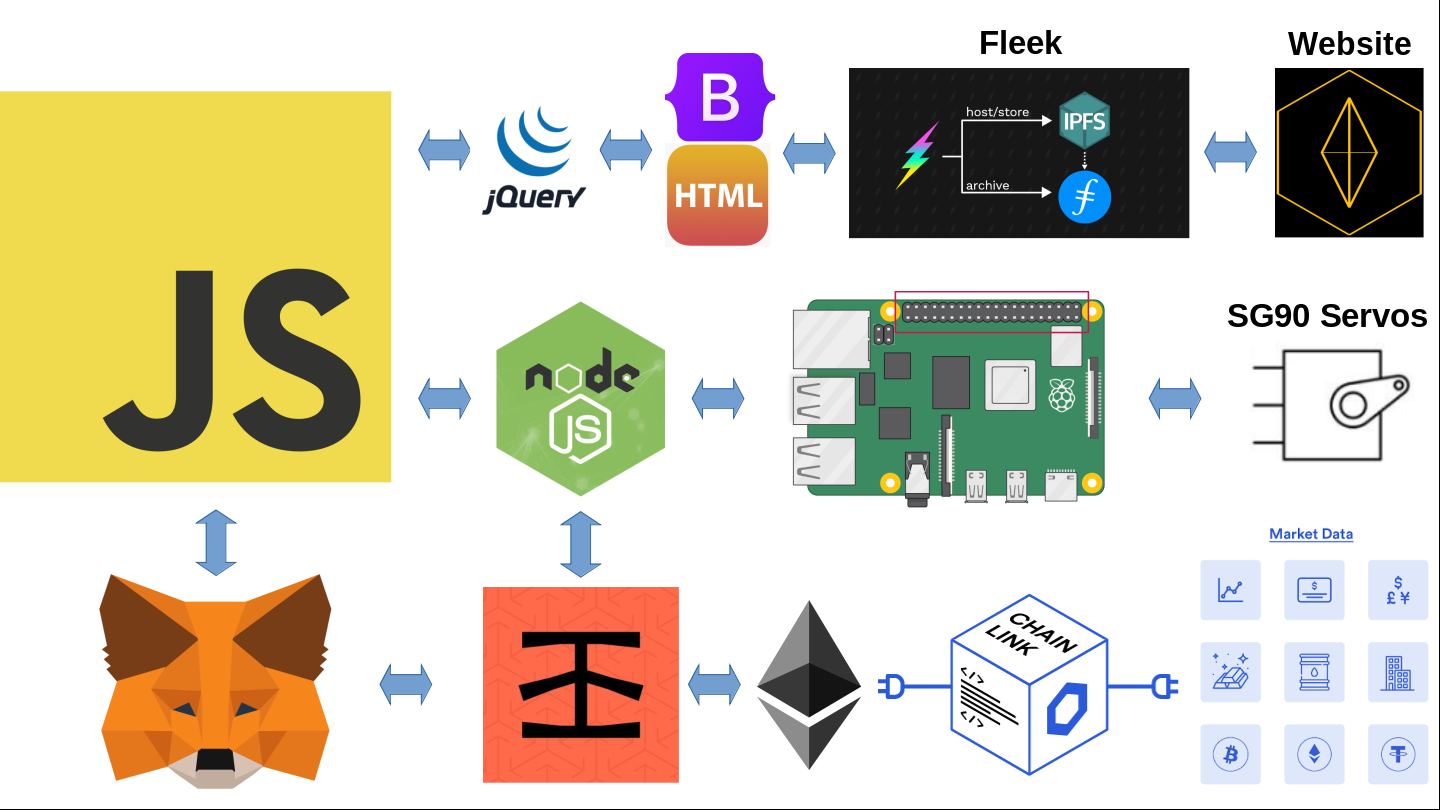 Fleek
Website
B
HTML
jQuery
host/store
IPFS
archive
JS
node
JS
SG90 Servos
Market Data
CHAIN
LINK
<I>
<I>
$
$
£ ¥